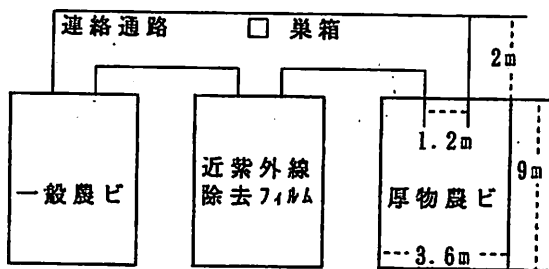 連絡通路
巣箱
2m
1.2m
一般農ビ
近紫外線
除去フィルム
厚物農ビ
9m
3.6m